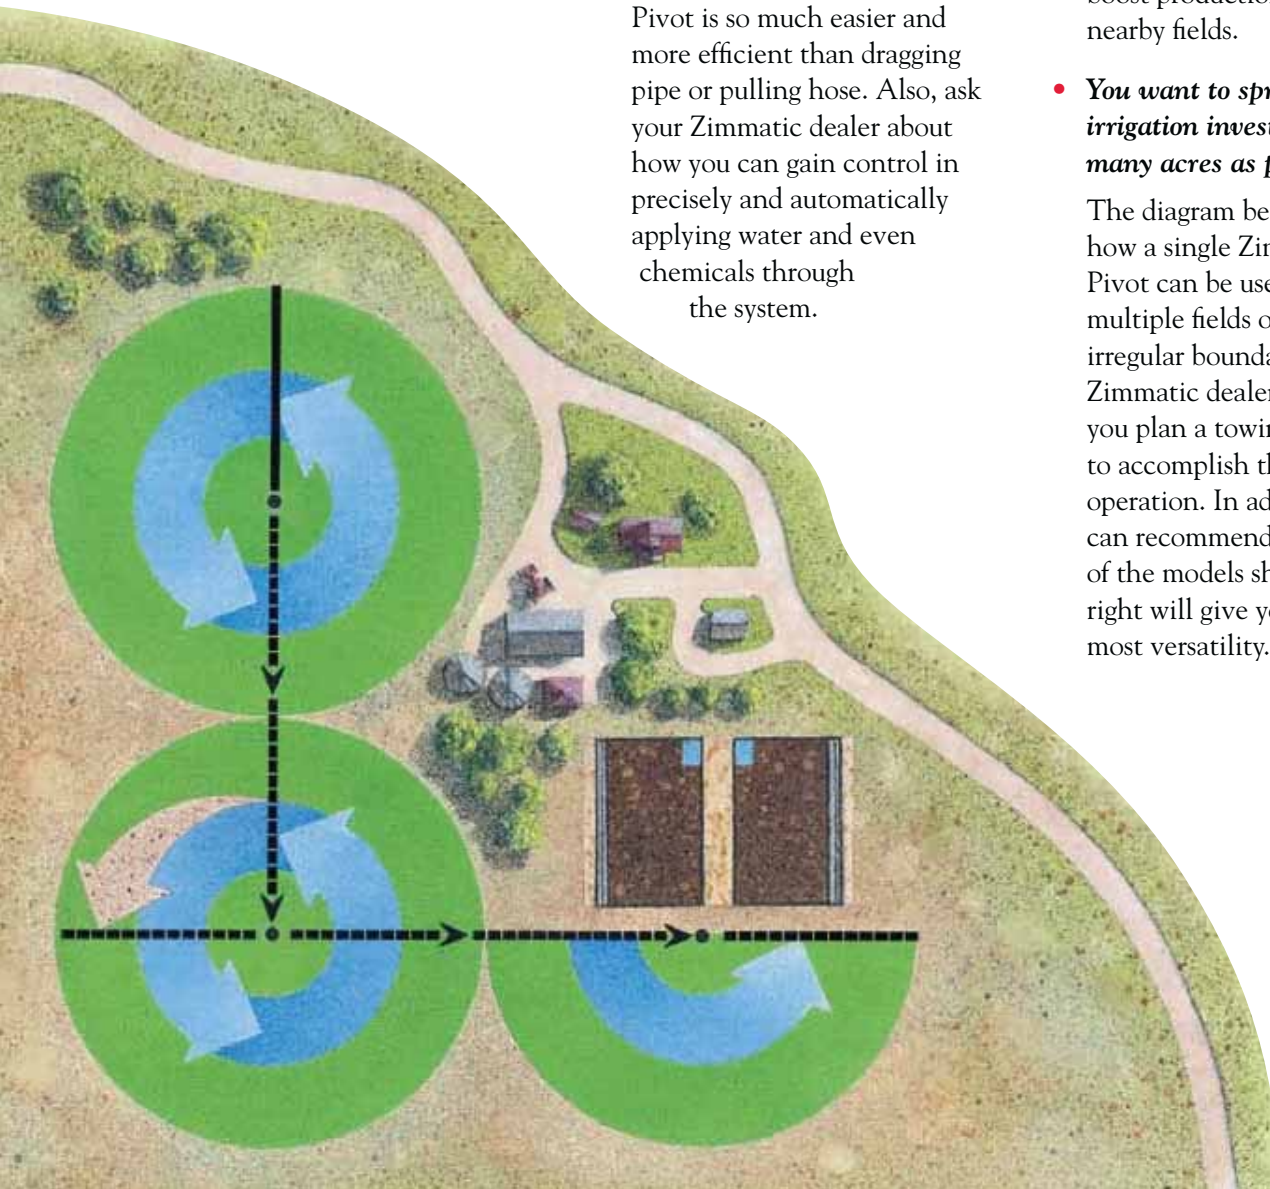 Pivot is so much easier and
more efficient than dragging
pipe or pulling hose. Also, ask
your Zimmatic dealer about
how you can gain control in
precisely and automatically
applying water and even
chemicals through
the system.
boost production
nearby fields.
• You want to spr
irrigation invest
many acres as p
The diagram be
how a single Zim
Pivot can be use
multiple fields o
irregular bounda
Zimmatic dealer
you plan a towin
to accomplish th
operation. In ad
can recommend
of the models sh
right will give yo
most versatility.